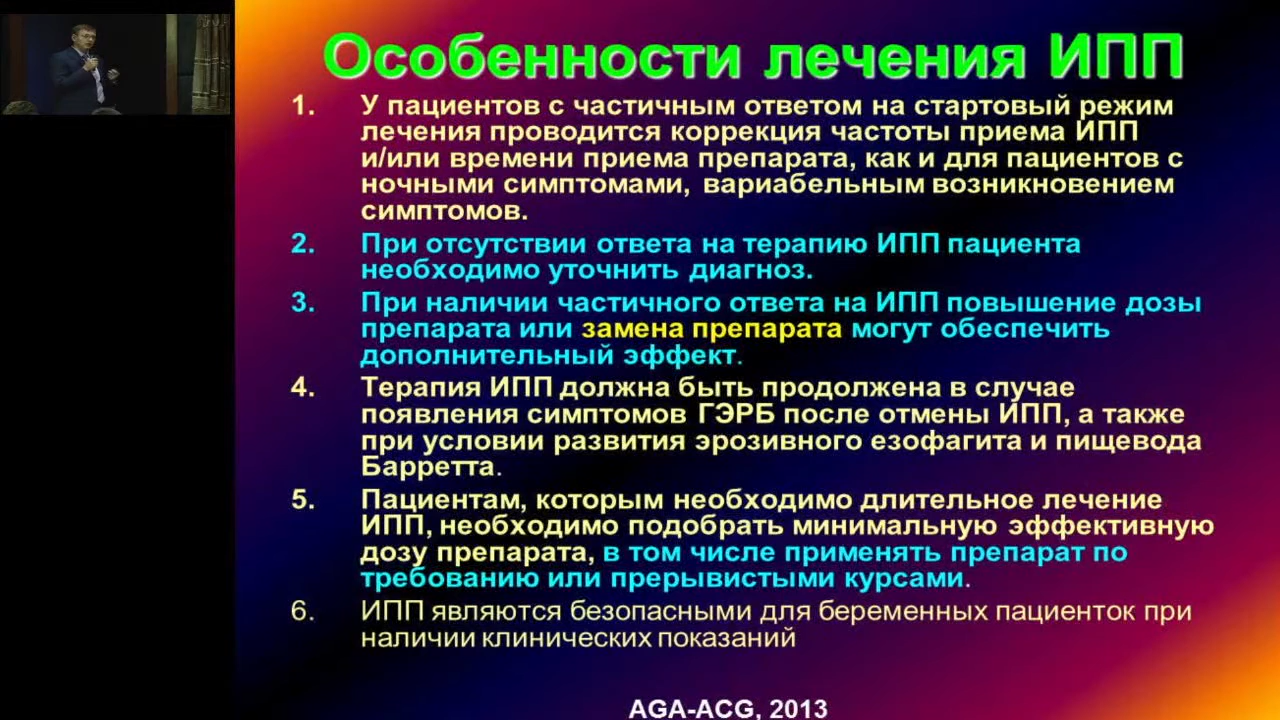 Особенности лечения ИПП
1. У пациентов с частичным ответом на стартовый режим
лечения проводится коррекция частоты приема ИПП
и/или времени приема препарата, как и для пациентов с
ночными симптомами, вариабельным возникновением
симптомов.
2. При отсутствии ответа на терапию ИПП пациента
необходимо уточнить диагноз.
3. При наличии частичного ответа на ИПП повышение дозы
препарата или замена препарата могут обеспечить
дополнительный эффект.
4. Терапия ИПП должна быть продолжена в случае
появления симптомов ГЭРБ после отмены ИПП, а также
при условии развития эрозивного езофагита и пищевода
Барретта.
5. Пациентам, которым необходимо длительное лечение
ИПП, необходимо подобрать минимальную эффективную
дозу препарата, в том числе применять препарат по
требованию или прерывистыми курсами.
6. ИПП являются безопасными для беременных пациенток при
наличии клинических показаний
AGA-ACG, 2013